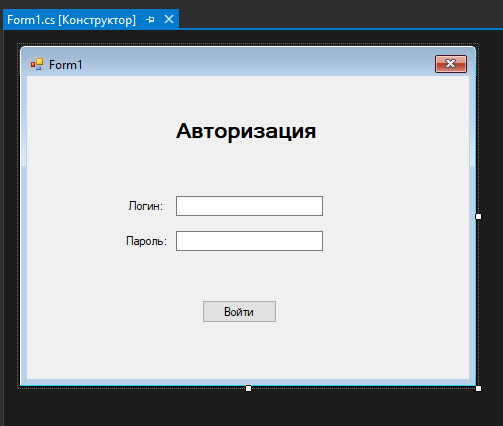 Form1.cs [Конструктор]
Form1
Авторизация
Логин:
Пароль:
Войти